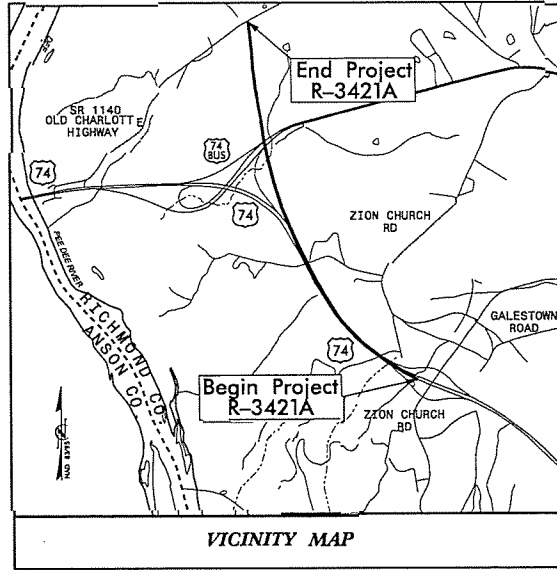 End Project
R-3421A
SR 1140
OLD CHARLOTTE
HIGHWAY
74
BUS
74
74
ZION CHURCH
RD
PEE DEE RIVER
RICHMOND CO.
ANSON CO.
GALESTOWN
ROAD
74
Begin Project
R-3421A
ZION CHURCH
RD
VICINITY MAP